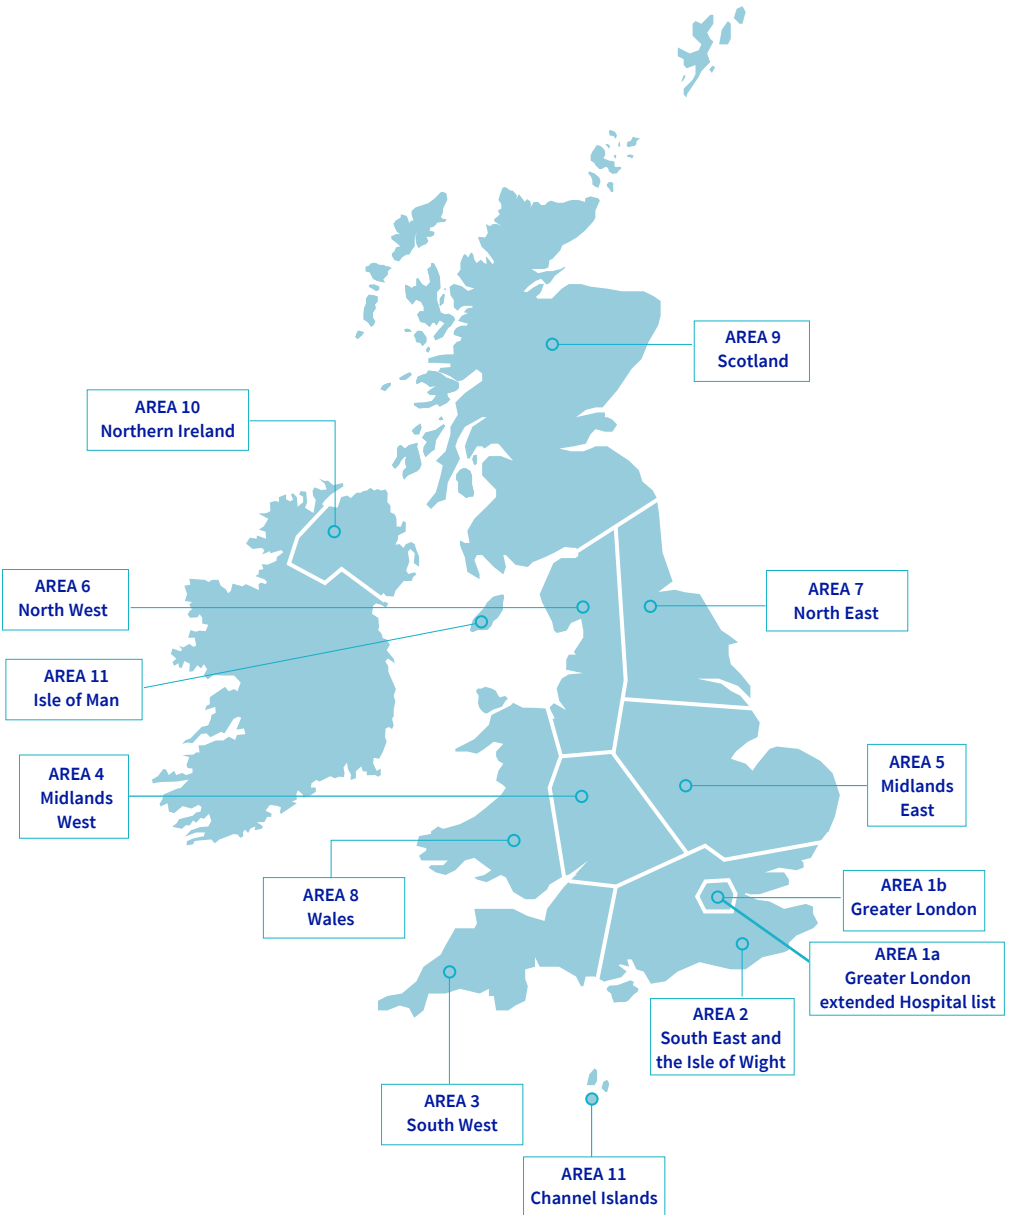 AREA 9
Scotland
AREA 10
Northern Ireland
AREA 6
North West
AREA 7
North East
AREA 11
Isle of Man
AREA 4
Midlands
West
AREA 5
Midlands
East
AREA 8
Wales
AREA 1b
Greater London
AREA 1a
Greater London
extended Hospital list
AREA 2
South East and
the Isle of Wight
AREA 3
South West
AREA 11
Channel Islands